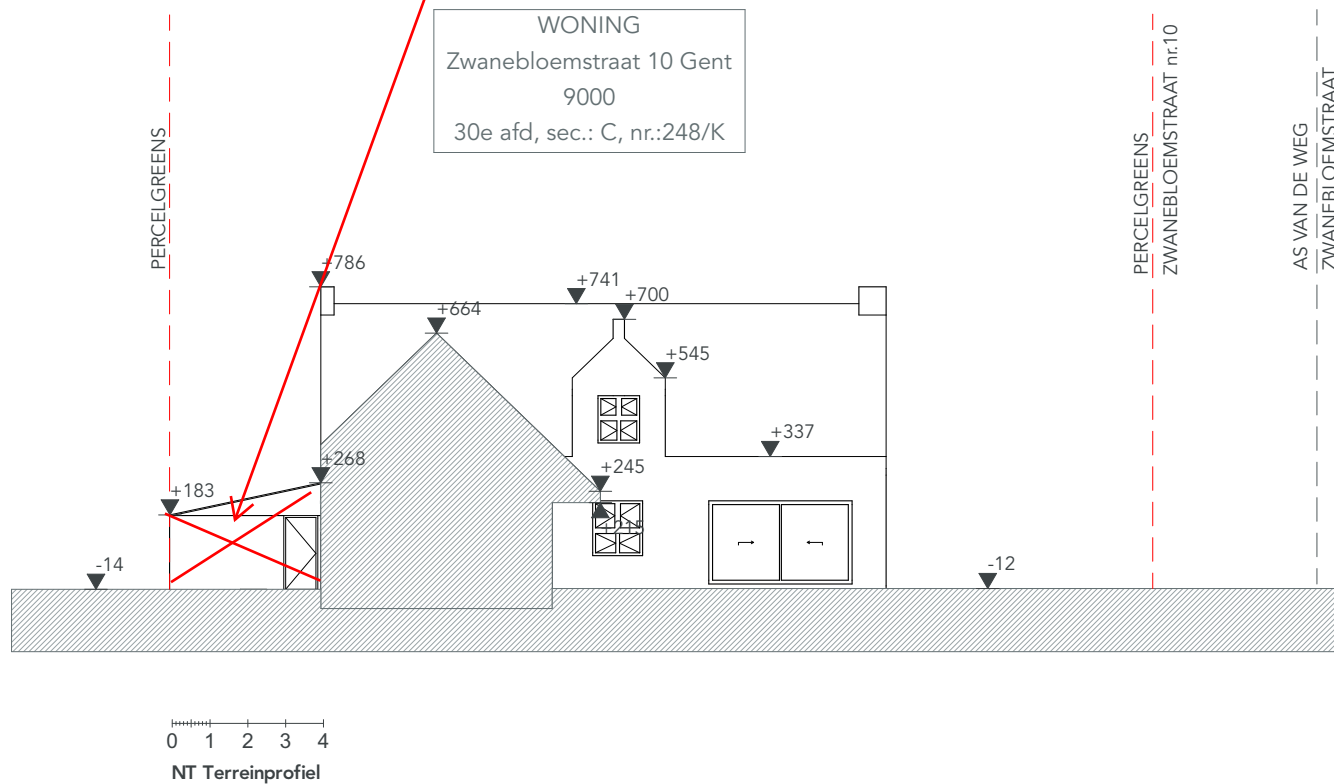 WONING
Zwanebloemstraat 10 Gent
9000
30e afd, sec.: C, nr.:248/K
PERCELGREENS
PERCELGREENS
ZWANEBLOEMSTRAAT nr.10
AS VAN DE WEG
ZWANEBLOEMSTRAAT
+786
+741
+700
+664
+545
+337
+268
+245
+183
-14
-12
0 1 2 3 4
NT Terreinprofiel